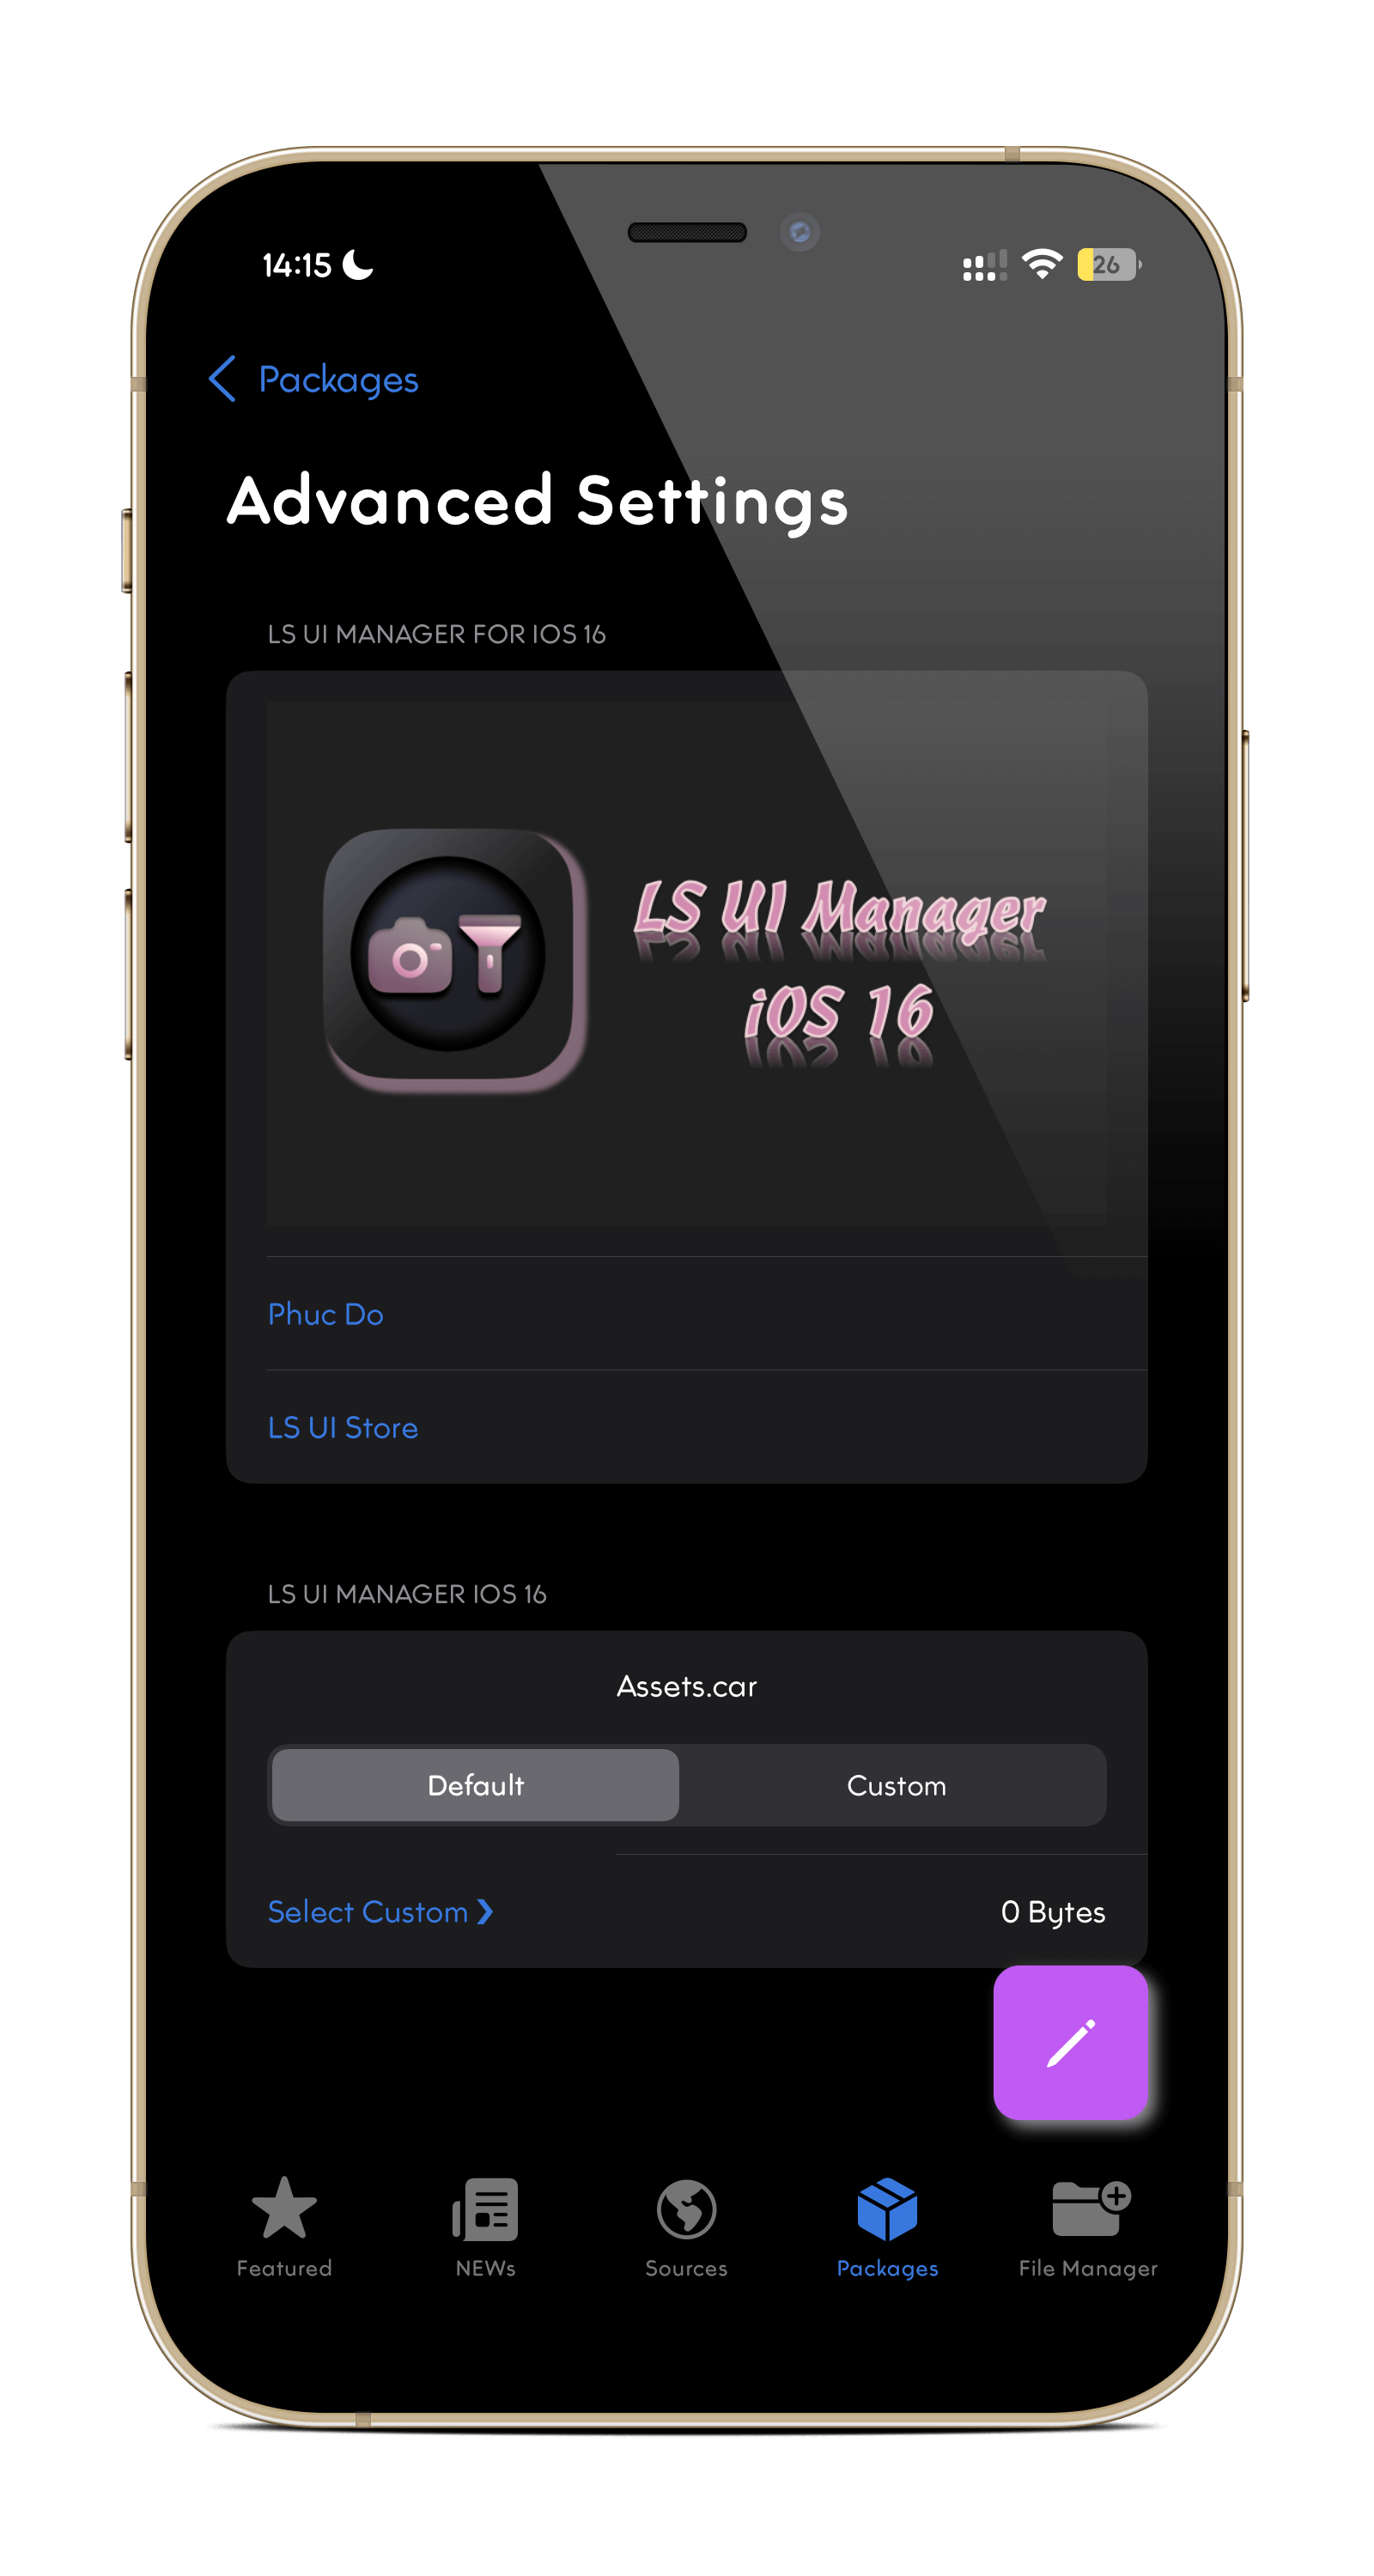 14:15
26
Packages
Advanced Settings
LS UI MANAGER FOR IOS 16
LS UI Manager
iOS 16
Phuc Do
LS UI Store
LS UI MANAGER IOS 16
Assets.car
Default Custom
Select Custom ❯ 0 Bytes
Featured NEWs Sources Packages File Manager